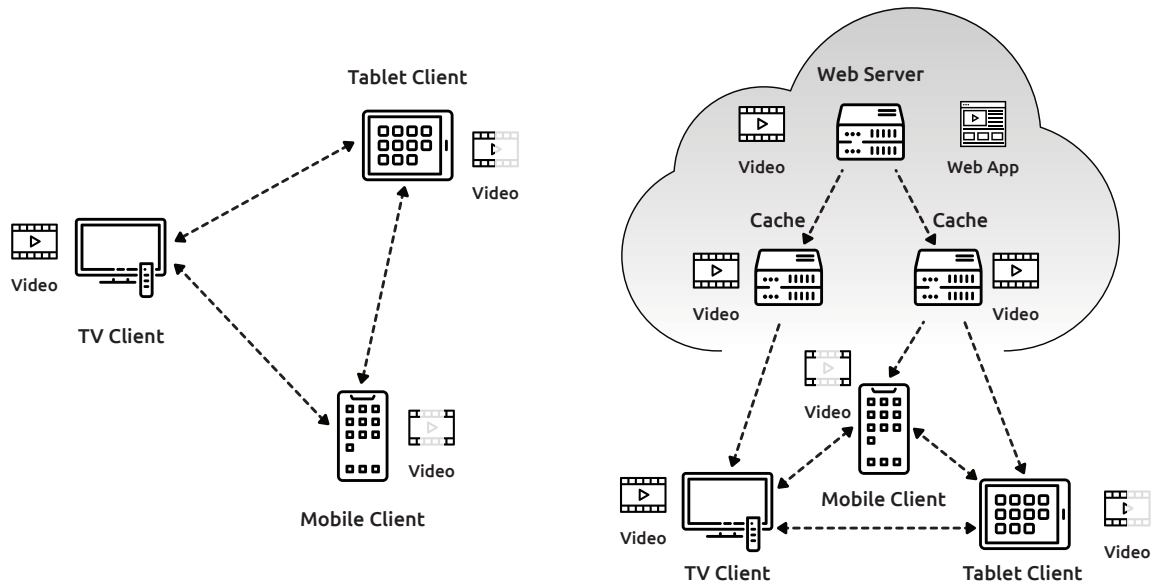 Tablet Client
Video
Video
TV Client
Video
Mobile Client
Web Server
Video
Web App
Cache
Cache
Video
Video
Video
Mobile Client
Video
TV Client
Video
Tablet Client